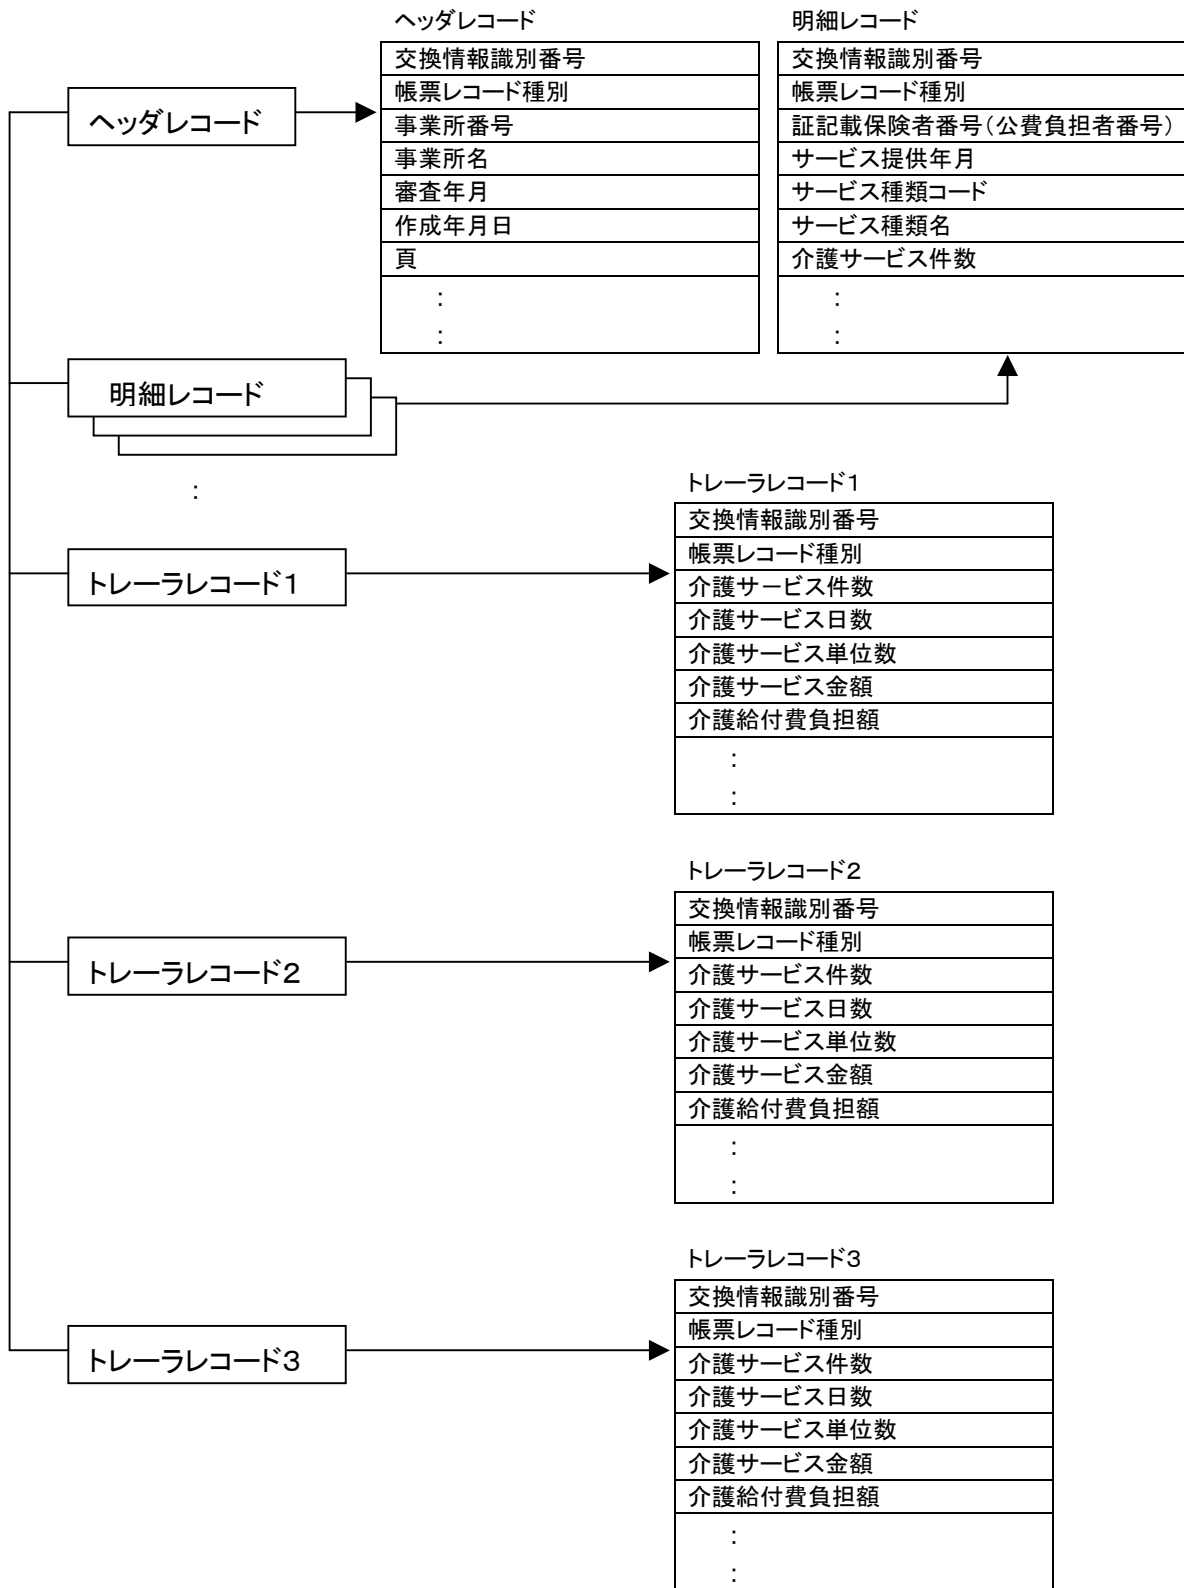 ヘッダレコード
交換情報識別番号
帳票レコード種別
事業所番号
事業所名
審査年月
作成年月日
頁
:
:
明細レコード
交換情報識別番号
帳票レコード種別
証記載保険者番号(公費負担者番号)
サービス提供年月
サービス種類コード
サービス種類名
介護サービス件数
:
:
ヘッダレコード
明細レコード
:
トレーラレコード1
トレーラレコード1
交換情報識別番号
帳票レコード種別
介護サービス件数
介護サービス日数
介護サービス単位数
介護サービス金額
介護給付費負担額
:
:
トレーラレコード2
トレーラレコード2
交換情報識別番号
帳票レコード種別
介護サービス件数
介護サービス日数
介護サービス単位数
介護サービス金額
介護給付費負担額
:
:
トレーラレコード3
トレーラレコード3
交換情報識別番号
帳票レコード種別
介護サービス件数
介護サービス日数
介護サービス単位数
介護サービス金額
介護給付費負担額
:
: